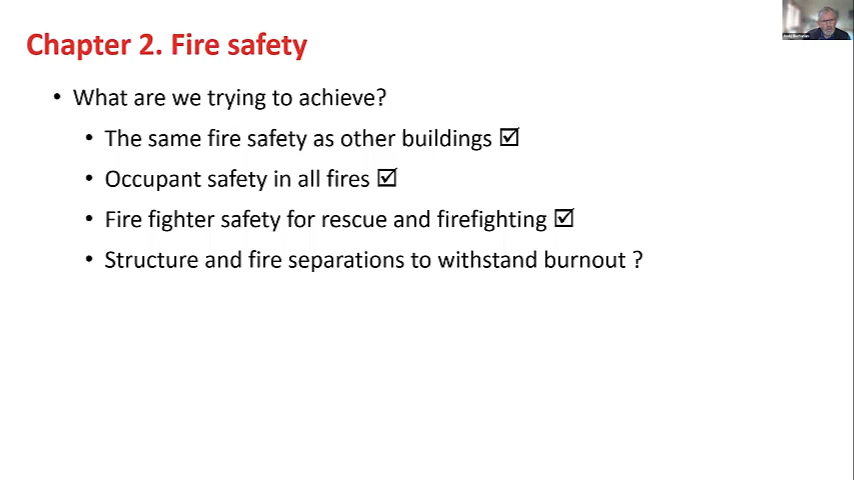 Chapter 2. Fire safety
• What are we trying to achieve?
• The same fire safety as other buildings ☑
• Occupant safety in all fires ☑
• Fire fighter safety for rescue and firefighting ☑
• Structure and fire separations to withstand burnout ?